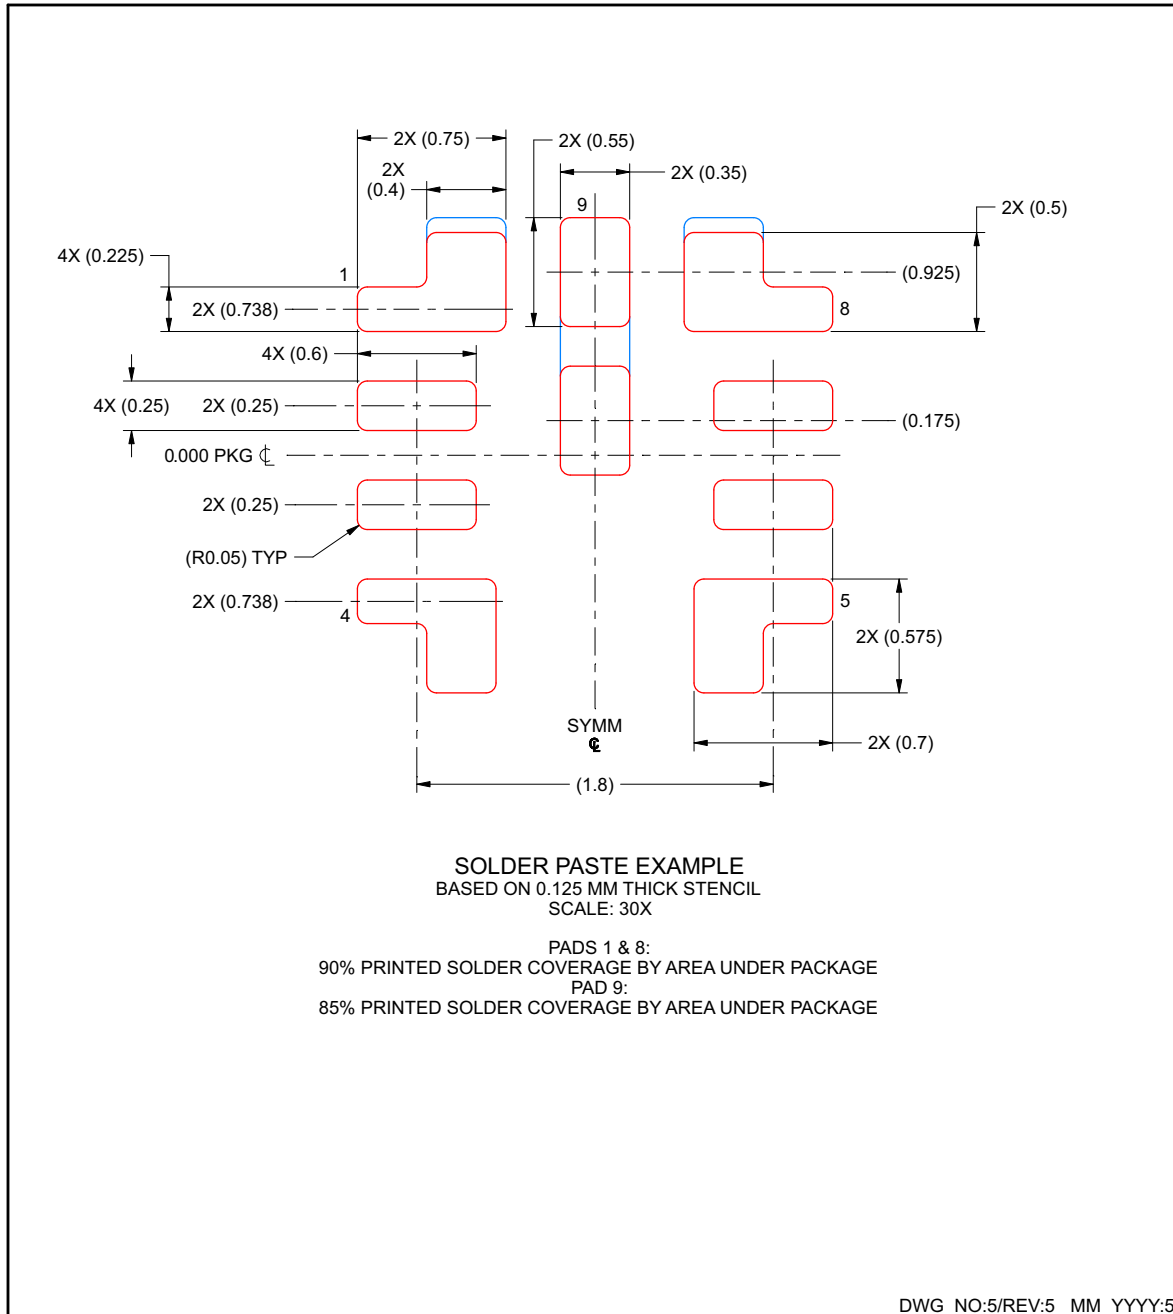 2X (0.75)
2X (0.55)
2X
(0.4)
2X (0.35)
9
2X (0.5)
4X (0.225)
1
(0.925)
2X (0.738)
8
4X (0.6)
4X (0.25)
2X (0.25)
(0.175)
0.000 PKG ℄
2X (0.25)
(R0.05) TYP
2X (0.738)
4
5
2X (0.575)
SYMM
℄
2X (0.7)
(1.8)
SOLDER PASTE EXAMPLE
BASED ON 0.125 MM THICK STENCIL
SCALE: 30X
PADS 1 & 8:
90% PRINTED SOLDER COVERAGE BY AREA UNDER PACKAGE
PAD 9:
85% PRINTED SOLDER COVERAGE BY AREA UNDER PACKAGE
DWG_NO:5/REV:5 MM_YYYY:5